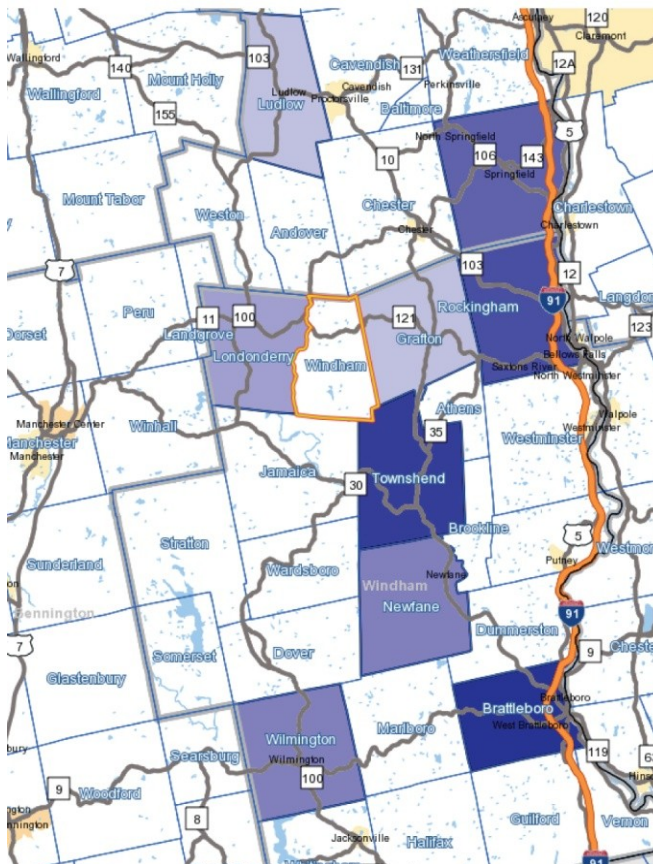 Ascutney
120
Claremont
Wallingford
103
Cavendish
Weathersfield
12A
140
Mount Holly
Ludlow
Cavendish
131
Perkinsville
Wallingford
Ludlow
Proctorsville
Baltimore
5
155
North Springfield
10
106
143
Springfield
Mount Tabor
Chester
Weston
Charlestown
Andover
Chester
Charlestown
7
103
12
Peru
91
Langdon
Rockingham
11
100
121
123
Dorset
Landgrove
Grafton
North Walpole
Londonderry
Windham
Bellows Falls
Saxtons River
North Westminster
Athens
Walpole
Manchester Center
Winhall
35
Westminster
Manchester
Westminster
Manchester
Jamaica
Townshend
30
Brockline
5
Stratton
Westmor
Putney
Sunderland
Wardsboro
Newfane
Windham
Newfane
Bennington
91
Dummerston
7
Somerset
Dover
9
Glastenbury
Brattleboro
Brattleboro
Wilmington
West Brattleboro
Marlboro
Searsburg
119
Wilmington
100
9
Woodford
8
Guilford
Vernon
Jacksonville
Halifax